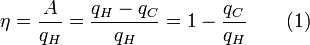 η = A/q_H = (q_H − q_C)/q_H = 1 − q_C/q_H (1)